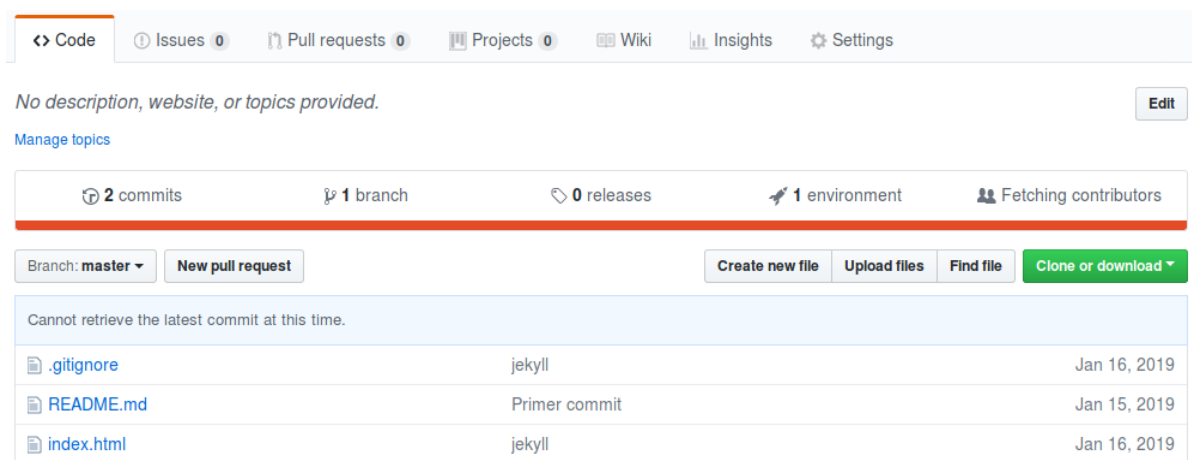 Code Issues 0 Pull requests 0 Projects 0 Wiki Insights Settings
No description, website, or topics provided. Edit
Manage topics
2 commits 1 branch 0 releases 1 environment Fetching contributors
Branch: master New pull request Create new file Upload files Find file Clone or download
Cannot retrieve the latest commit at this time.
.gitignore jekyll Jan 16, 2019
README.md Primer commit Jan 15, 2019
index.html jekyll Jan 16, 2019